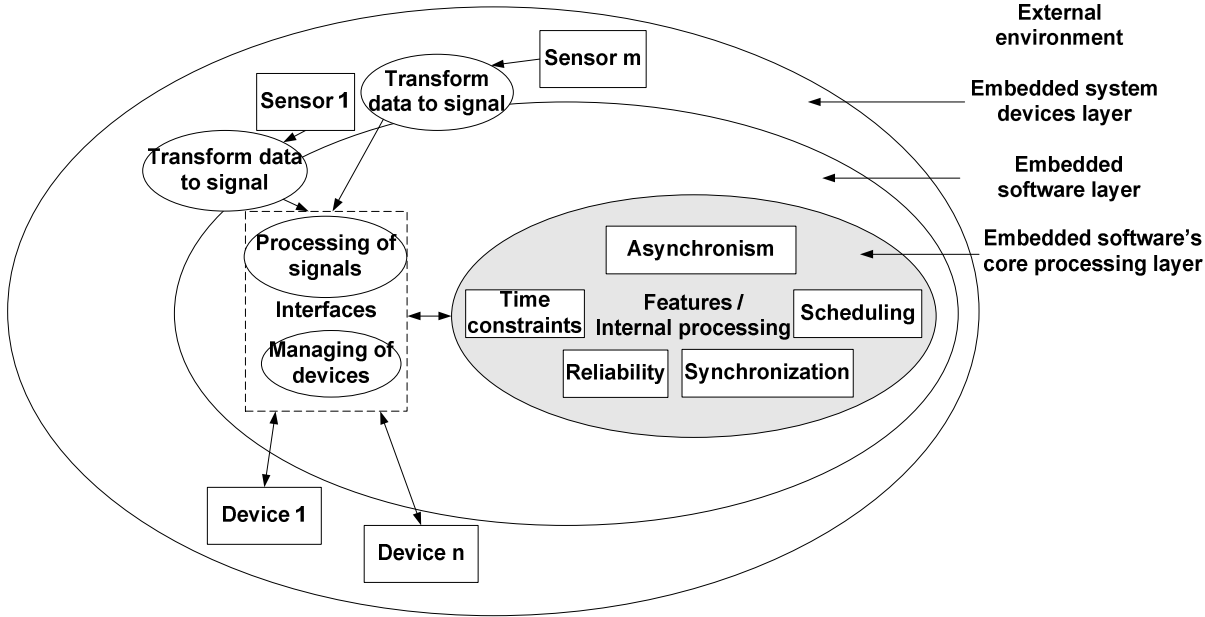 External
environment
Sensor m
Transform
data to signal
Sensor 1
Embedded system
devices layer
Transform data
to signal
Embedded
software layer
Processing of
signals
Interfaces
Managing of
devices
Asynchronism
Time
constraints
Features /
Internal processing
Scheduling
Reliability
Synchronization
Embedded software's
core processing layer
Device 1
Device n